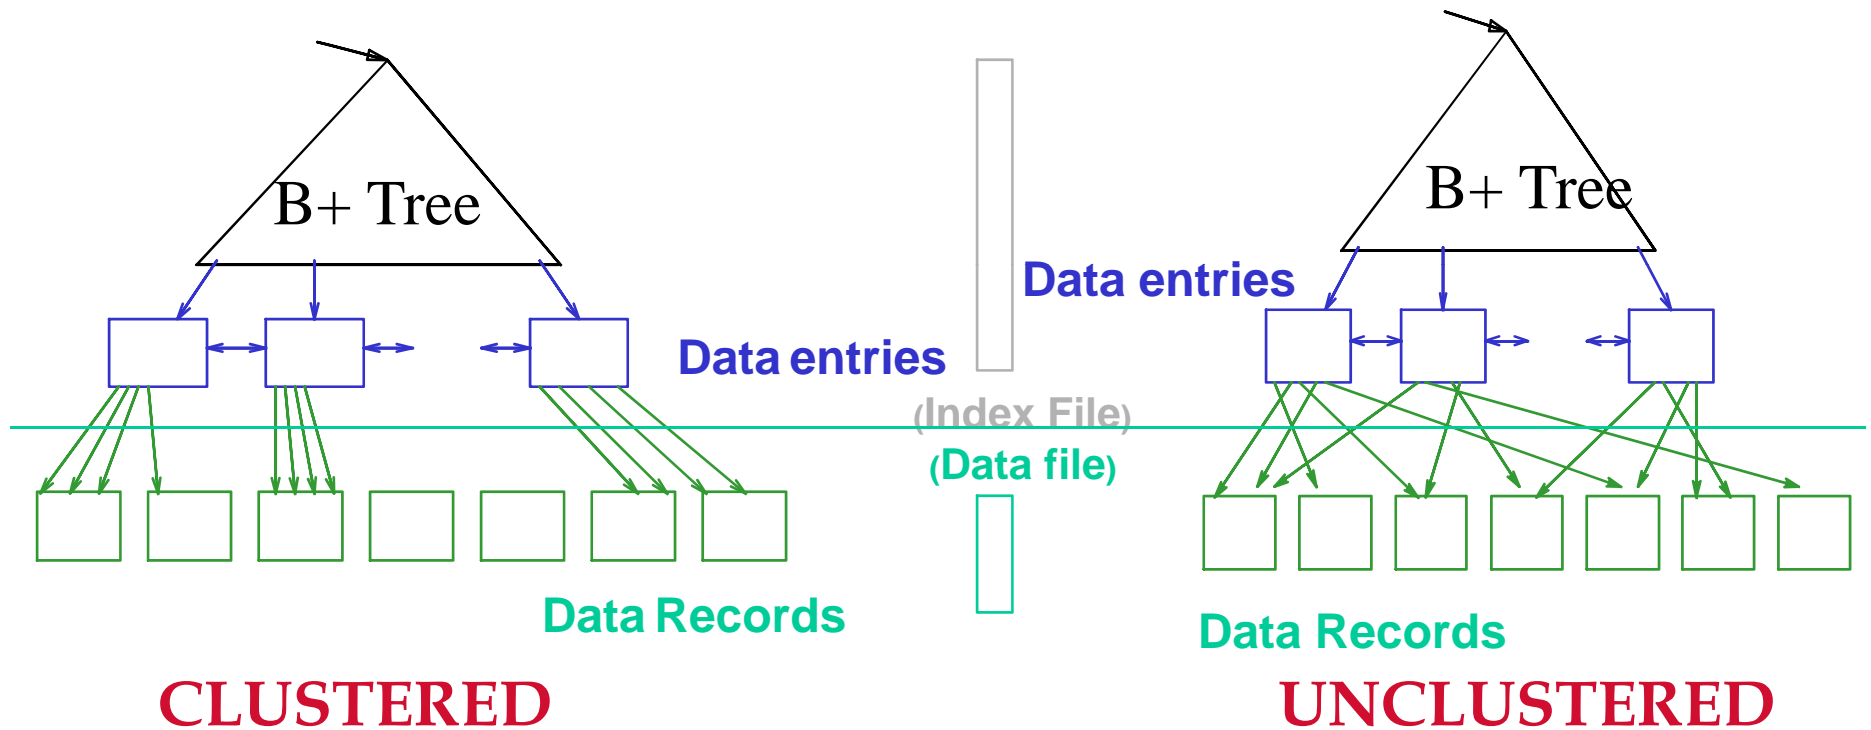 B+ Tree
B+ Tree
Data entries
Data entries
(Index File)
(Data file)
Data Records
Data Records
CLUSTERED
UNCLUSTERED